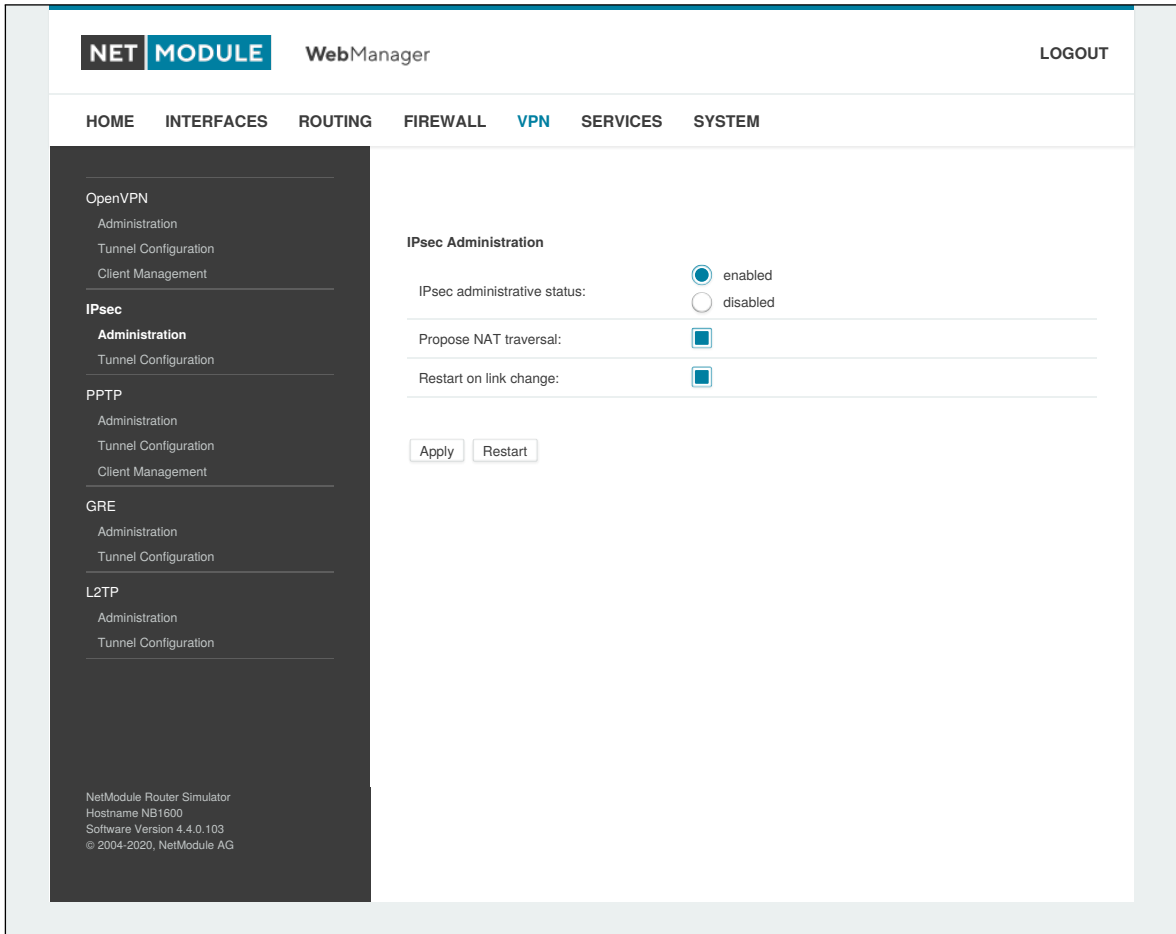 NET MODULE WebManager LOGOUT
HOME INTERFACES ROUTING FIREWALL VPN SERVICES SYSTEM
OpenVPN
Administration
Tunnel Configuration
Client Management
IPsec
Administration
Tunnel Configuration
PPTP
Administration
Tunnel Configuration
Client Management
GRE
Administration
Tunnel Configuration
L2TP
Administration
Tunnel Configuration
NetModule Router Simulator
Hostname NB1600
Software Version 4.4.0.103
© 2004-2020, NetModule AG
IPsec Administration
IPsec administrative status:
enabled
disabled
Propose NAT traversal:
Restart on link change:
Apply Restart